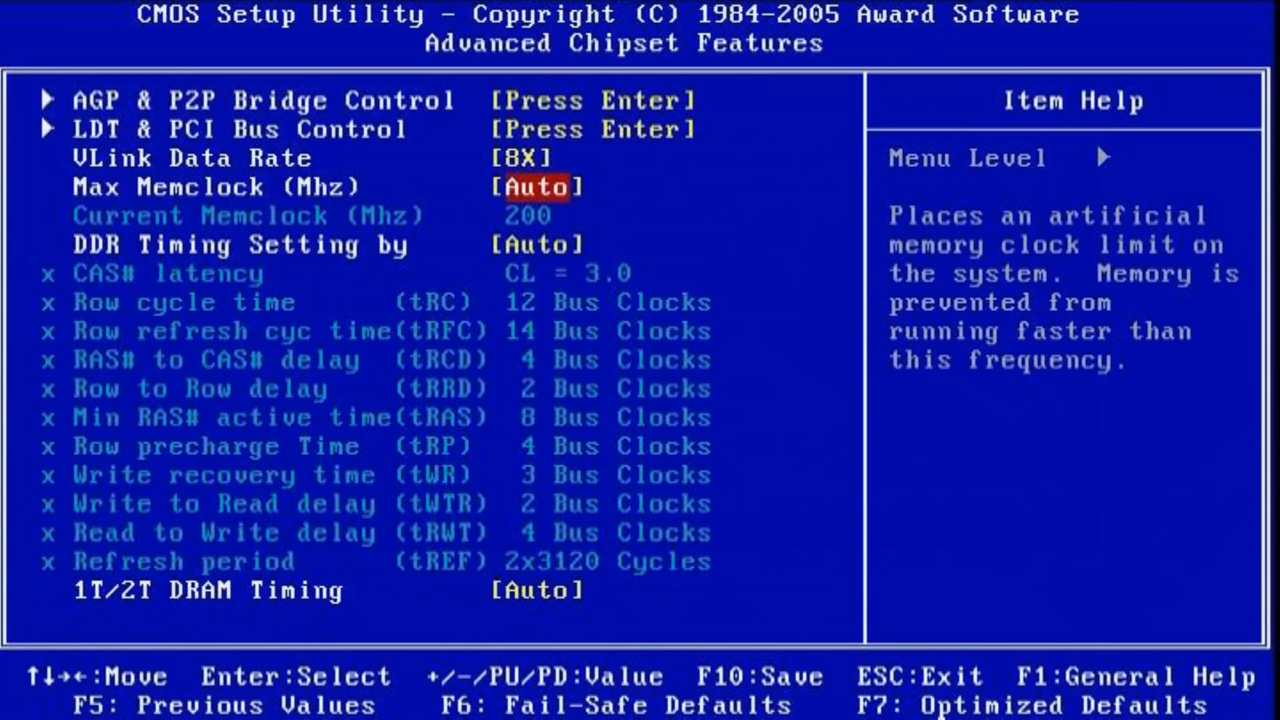 CMOS Setup Utility - Copyright (C) 1984-2005 Award Software
Advanced Chipset Features
▶ AGP & P2P Bridge Control [Press Enter]
▶ LDT & PCI Bus Control [Press Enter]
VLink Data Rate [8X]
Max Memclock (Mhz) [Auto]
Current Memclock (Mhz) 200
DDR Timing Setting by [Auto]
x CAS# latency CL = 3.0
x Row cycle time (tRC) 12 Bus Clocks
x Row refresh cyc time(tRFC) 14 Bus Clocks
x RAS# to CAS# delay (tRCD) 4 Bus Clocks
x Row to Row delay (tRRD) 2 Bus Clocks
x Min RAS# active time(tRAS) 8 Bus Clocks
x Row precharge Time (tRP) 4 Bus Clocks
x Write recovery time (tWR) 3 Bus Clocks
x Write to Read delay (tWTR) 2 Bus Clocks
x Read to Write delay (tRWT) 4 Bus Clocks
x Refresh period (tREF) 2x3120 Cycles
1T/2T DRAM Timing [Auto]
Item Help
Menu Level ▶
Places an artificial
memory clock limit on
the system. Memory is
prevented from
running faster than
this frequency.
↑↓→←:Move Enter:Select +/-/PU/PD:Value F10:Save ESC:Exit F1:General Help
F5: Previous Values F6: Fail-Safe Defaults F7: Optimized Defaults